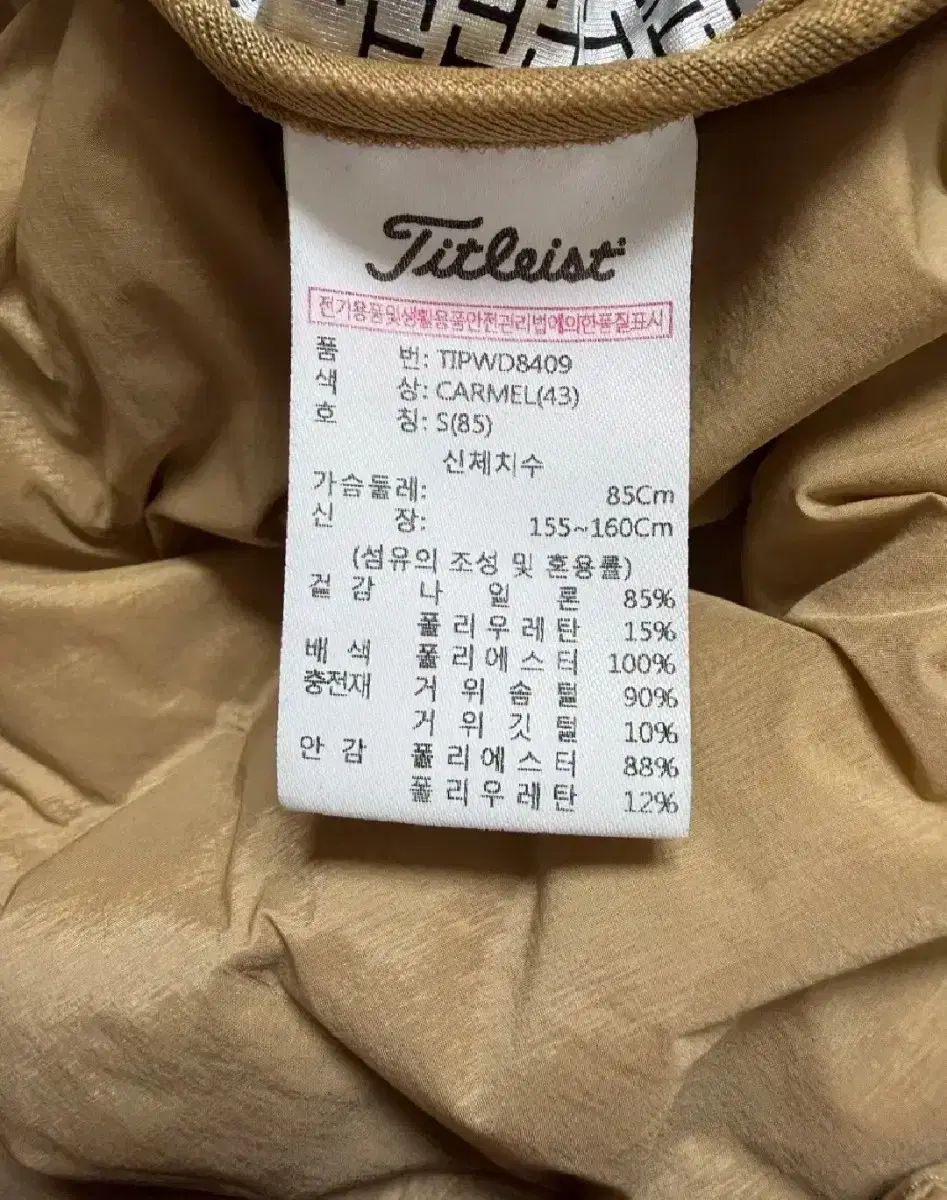 Titleist
전기용품및생활용품안전관리법에의한품질표시
품 번: TIPWD8409
색 상: CARMEL(43)
호 칭: S(85)
신체치수
가슴둘레: 85Cm
신 장: 155~160Cm
(섬유의 조성 및 혼용률)
겉 감 나 일 론 85%
폴 리 우 레 탄 15%
배 색 폴 리 에 스 터 100%
충전재 거 위 솜 털 90%
거 위 깃 털 10%
안 감 폴 리 에 스 터 88%
폴 리 우 레 탄 12%